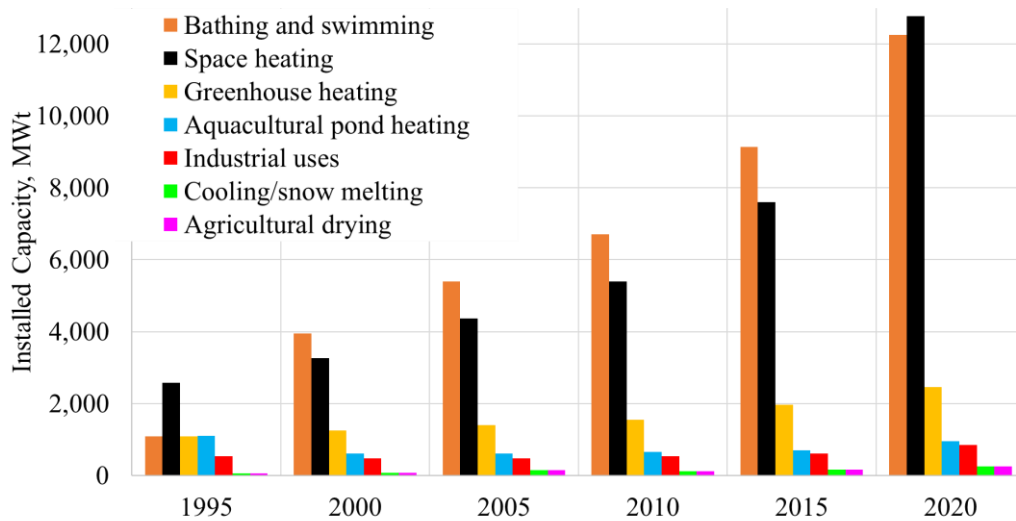 Installed Capacity, MWt
12,000
10,000
8,000
6,000
4,000
2,000
0
Bathing and swimming
Space heating
Greenhouse heating
Aquacultural pond heating
Industrial uses
Cooling/snow melting
Agricultural drying
1995 2000 2005 2010 2015 2020